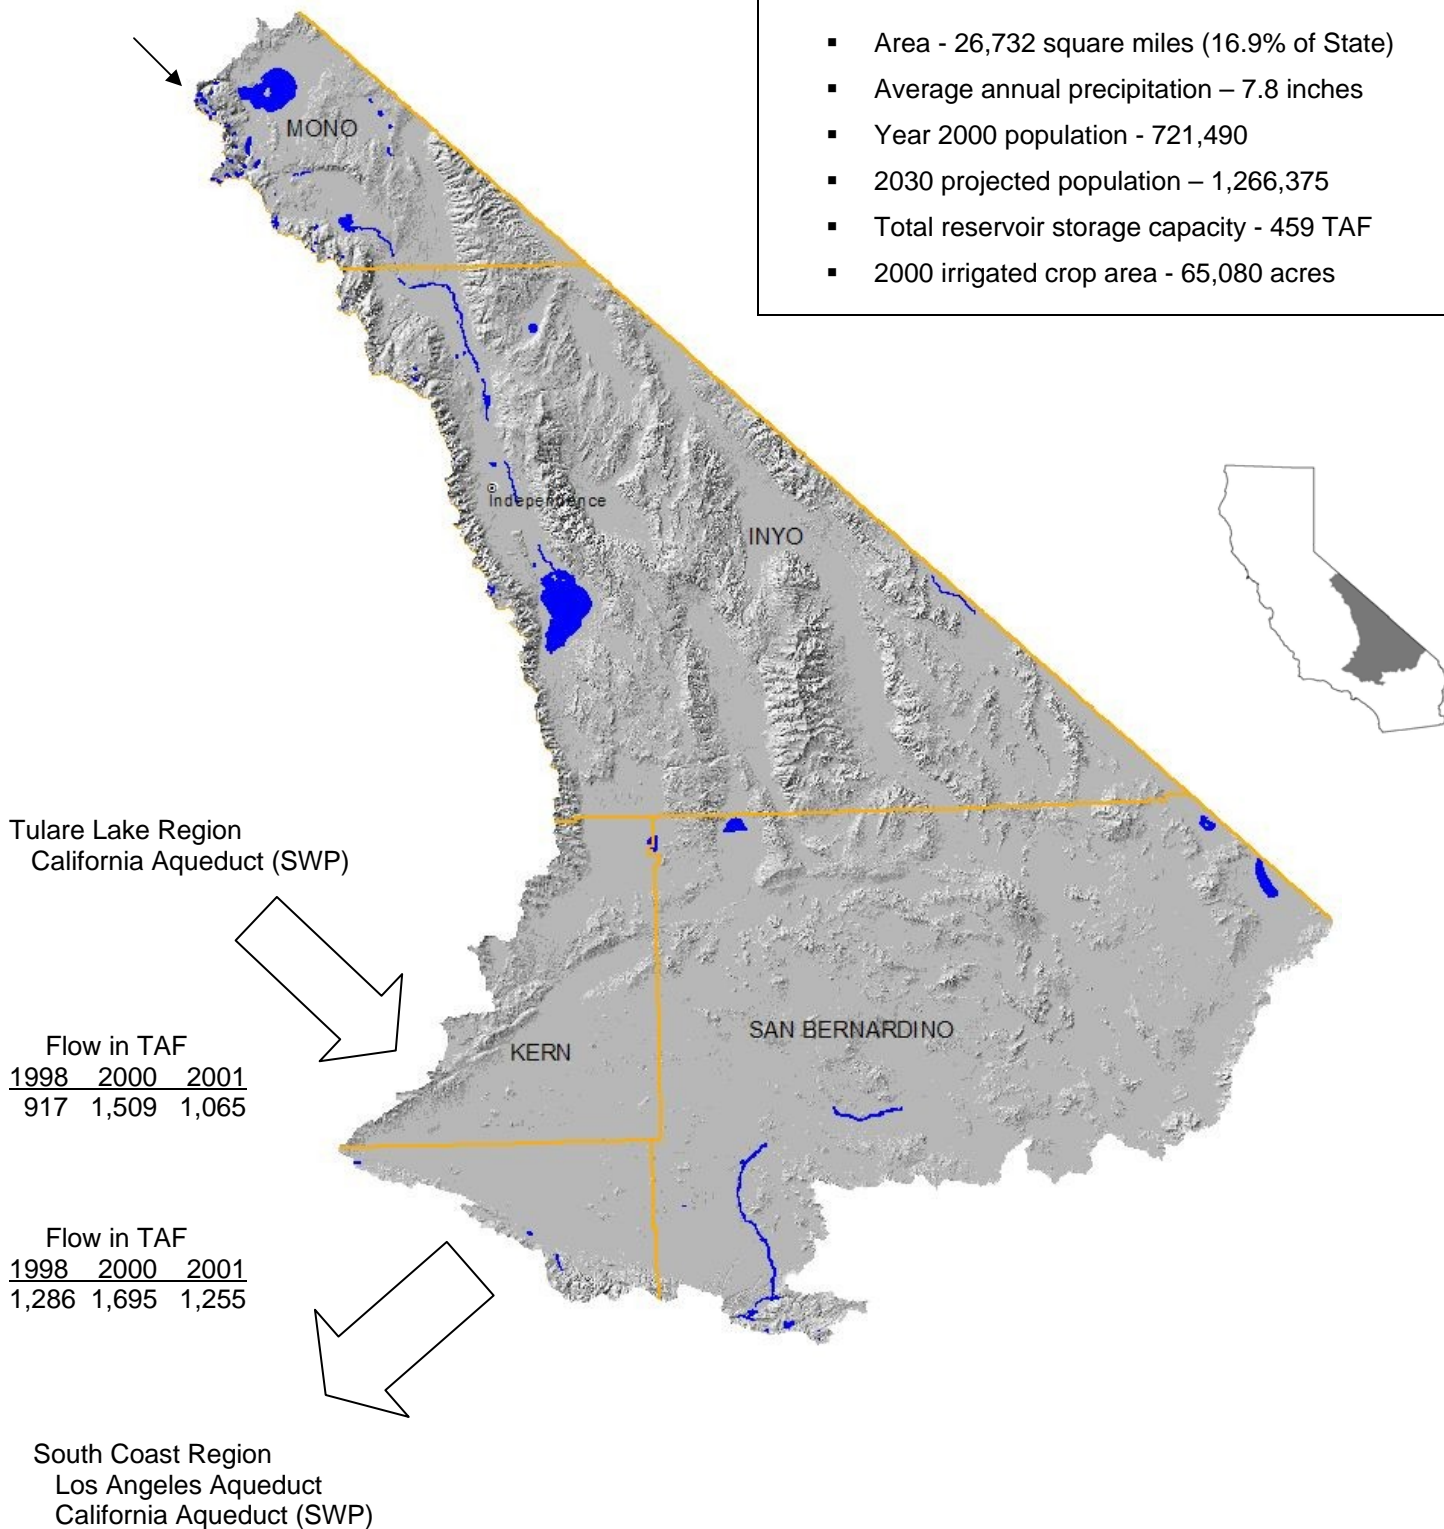 ▪ Area - 26,732 square miles (16.9% of State)
▪ Average annual precipitation – 7.8 inches
▪ Year 2000 population - 721,490
▪ 2030 projected population – 1,266,375
▪ Total reservoir storage capacity - 459 TAF
▪ 2000 irrigated crop area - 65,080 acres
MONO
Independence
INYO
Tulare Lake Region
California Aqueduct (SWP)
SAN BERNARDINO
KERN
Flow in TAF
1998 2000 2001
917 1,509 1,065
Flow in TAF
1998 2000 2001
1,286 1,695 1,255
South Coast Region
Los Angeles Aqueduct
California Aqueduct (SWP)